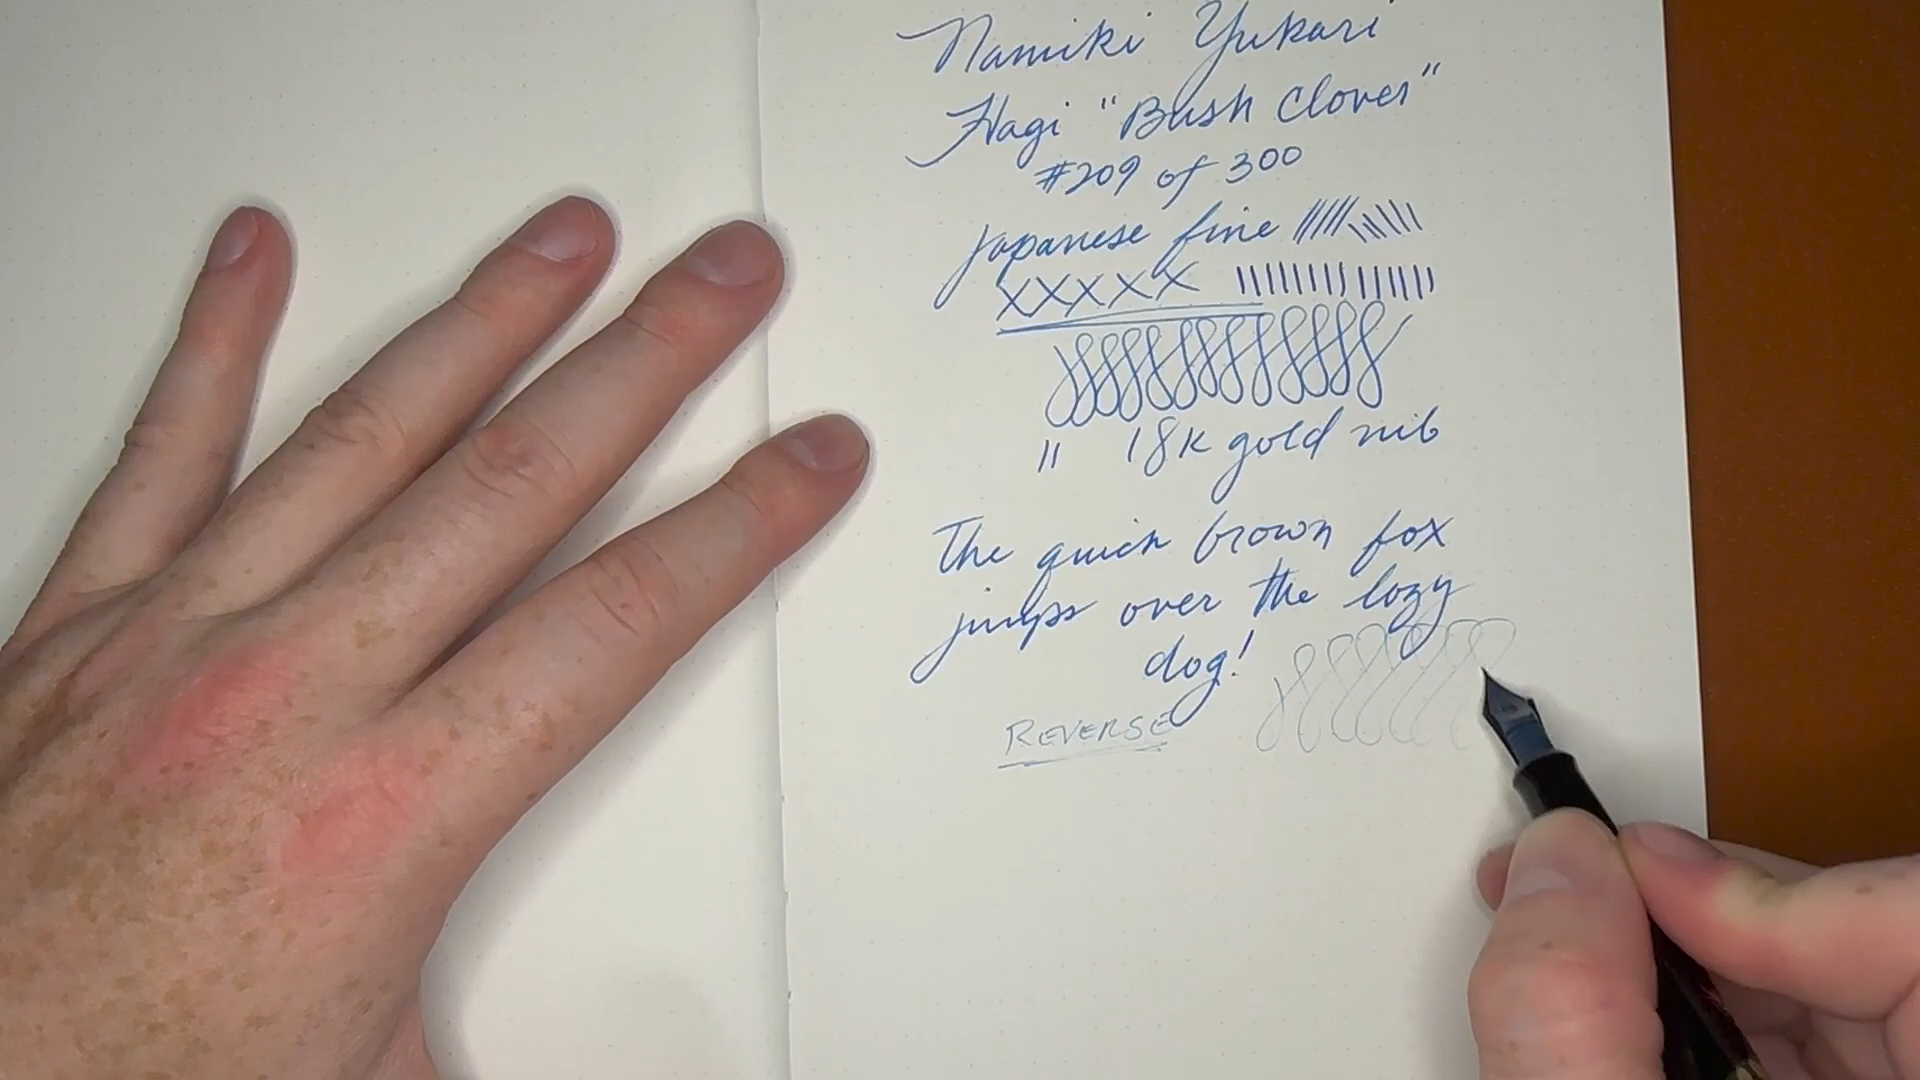 Namiki Yukari
Hagi "Bush Clover"
#209 of 300
Japanese fine
XXXXX
" 18K gold nib
The quick brown fox
jumps over the lazy
dog!
REVERSE